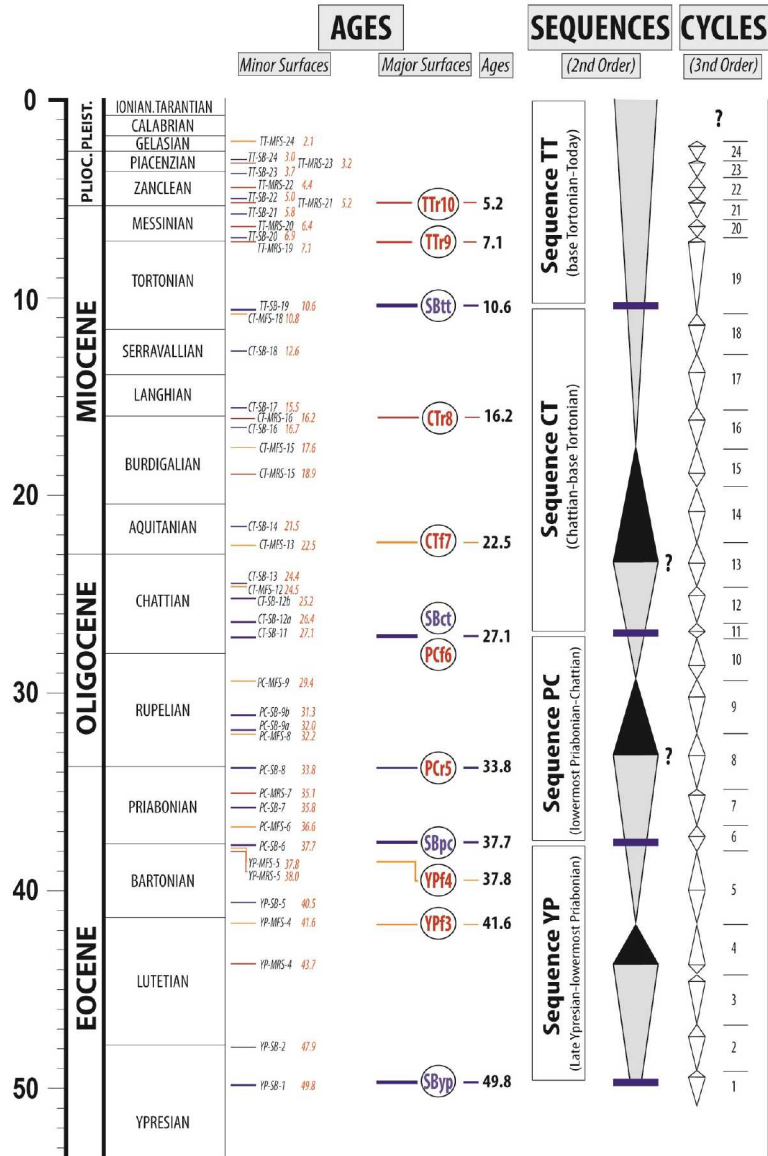 AGES
SEQUENCES
CYCLES
Minor Surfaces
Major Surfaces
Ages
(2nd Order)
(3nd Order)
0
10
20
30
40
50
PLEIST.
PLIOC.
MIOCENE
OLIGOCENE
EOCENE
IONIAN.TARANTIAN
CALABRIAN
GELASIAN
PIACENZIAN
ZANCLEAN
MESSINIAN
TORTONIAN
SERRAVALLIAN
LANGHIAN
BURDIGALIAN
AQUITANIAN
CHATTIAN
RUPELIAN
PRIABONIAN
BARTONIAN
LUTETIAN
YPRESIAN
TT-MFS-24 2.1
TT-SB-24 3.0
TT-MRS-23 3.2
TT-SB-23 3.7
TT-MRS-22 4.4
TT-SB-22 5.0
TT-MRS-21 5.2
TT-SB-21 5.8
TT-MRS-20 6.4
TT-SB-20 6.9
TT-MRS-19 7.1
TT-SB-19 10.6
CT-MFS-18 10.8
CT-SB-18 12.6
CT-SB-17 15.5
CT-MRS-16 16.2
CT-SB-16 16.7
CT-MFS-15 17.6
CT-MRS-15 18.9
CT-SB-14 21.5
CT-MFS-13 22.5
CT-SB-13 24.4
CT-MFS-12 24.5
CT-SB-12b 25.2
CT-SB-12a 26.4
CT-SB-11 27.1
PC-MFS-9 29.4
PC-SB-9b 31.3
PC-SB-9a 32.0
PC-MFS-8 32.2
PC-SB-8 33.8
PC-MRS-7 35.1
PC-SB-7 35.8
PC-MFS-6 36.6
PC-SB-6 37.7
YP-MFS-5 37.8
YP-MRS-5 38.0
YP-SB-5 40.5
YP-MFS-4 41.6
YP-MRS-4 43.7
YP-SB-2 47.9
YP-SB-1 49.8
TTr10 5.2
TTr9 7.1
SBtt 10.6
CTr8 16.2
CTf7 22.5
SBct
27.1
PCf6
PCr5 33.8
SBpc 37.7
YPf4 37.8
YPf3 41.6
SByp 49.8
Sequence TT
(base Tortonian-Today)
Sequence CT
(Chattian-base Tortonian)
Sequence PC
(lowermost Priabonian-Chattian)
Sequence YP
(Late Ypresian-lowermost Priabonian)
?
?
?
24
23
22
21
20
19
18
17
16
15
14
13
12
11
10
9
8
7
6
5
4
3
2
1